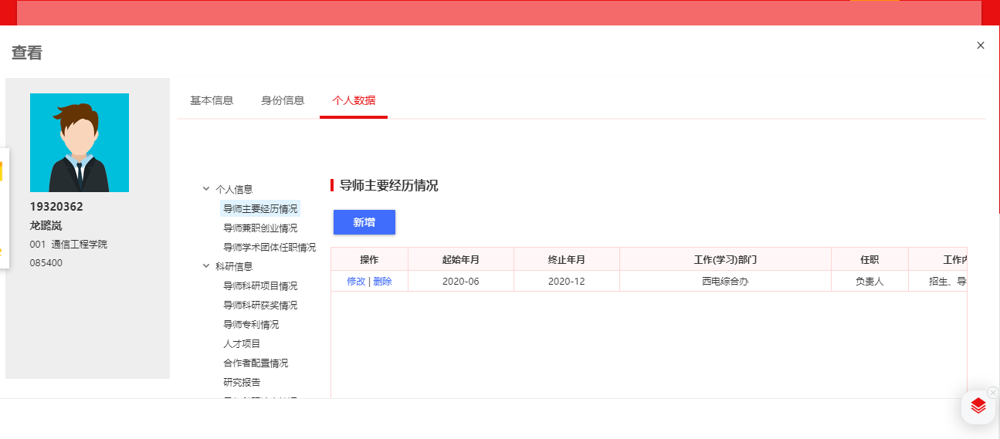 查看
基本信息 身份信息 个人数据
19320362
龙璐岚
001 通信工程学院
085400
个人信息
导师主要经历情况
导师兼职创业情况
导师学术团体任职情况
科研信息
导师科研项目情况
导师科研获奖情况
导师专利情况
人才项目
合作者配置情况
研究报告
导师主要经历情况
新增
操作 起始年月 终止年月 工作(学习)部门 任职 工作内
修改 | 删除 2020-06 2020-12 西电综合办 负责人 招生、导